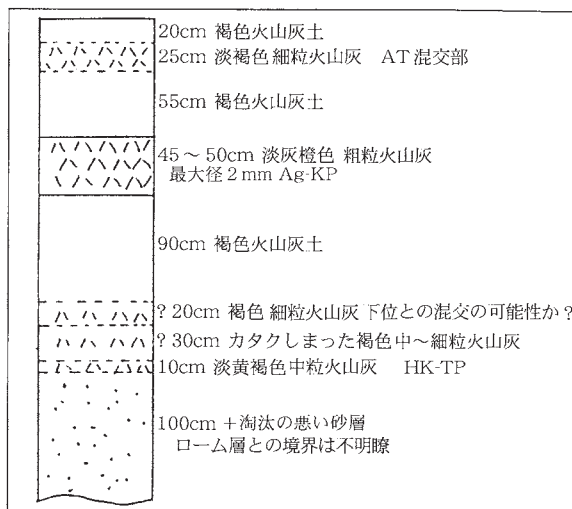 20cm 褐色火山灰土
25cm 淡褐色 細粒火山灰　AT 混交部
55cm 褐色火山灰土
45～50cm 淡灰橙色 粗粒火山灰
最大径 2 mm Ag-KP
90cm 褐色火山灰土
? 20cm 褐色 細粒火山灰 下位との混交の可能性か ?
? 30cm カタクしまった褐色中～細粒火山灰
10cm 淡黄褐色中粒火山灰　HK-TP
100cm + 淘汰の悪い砂層
ローム層との境界は不明瞭